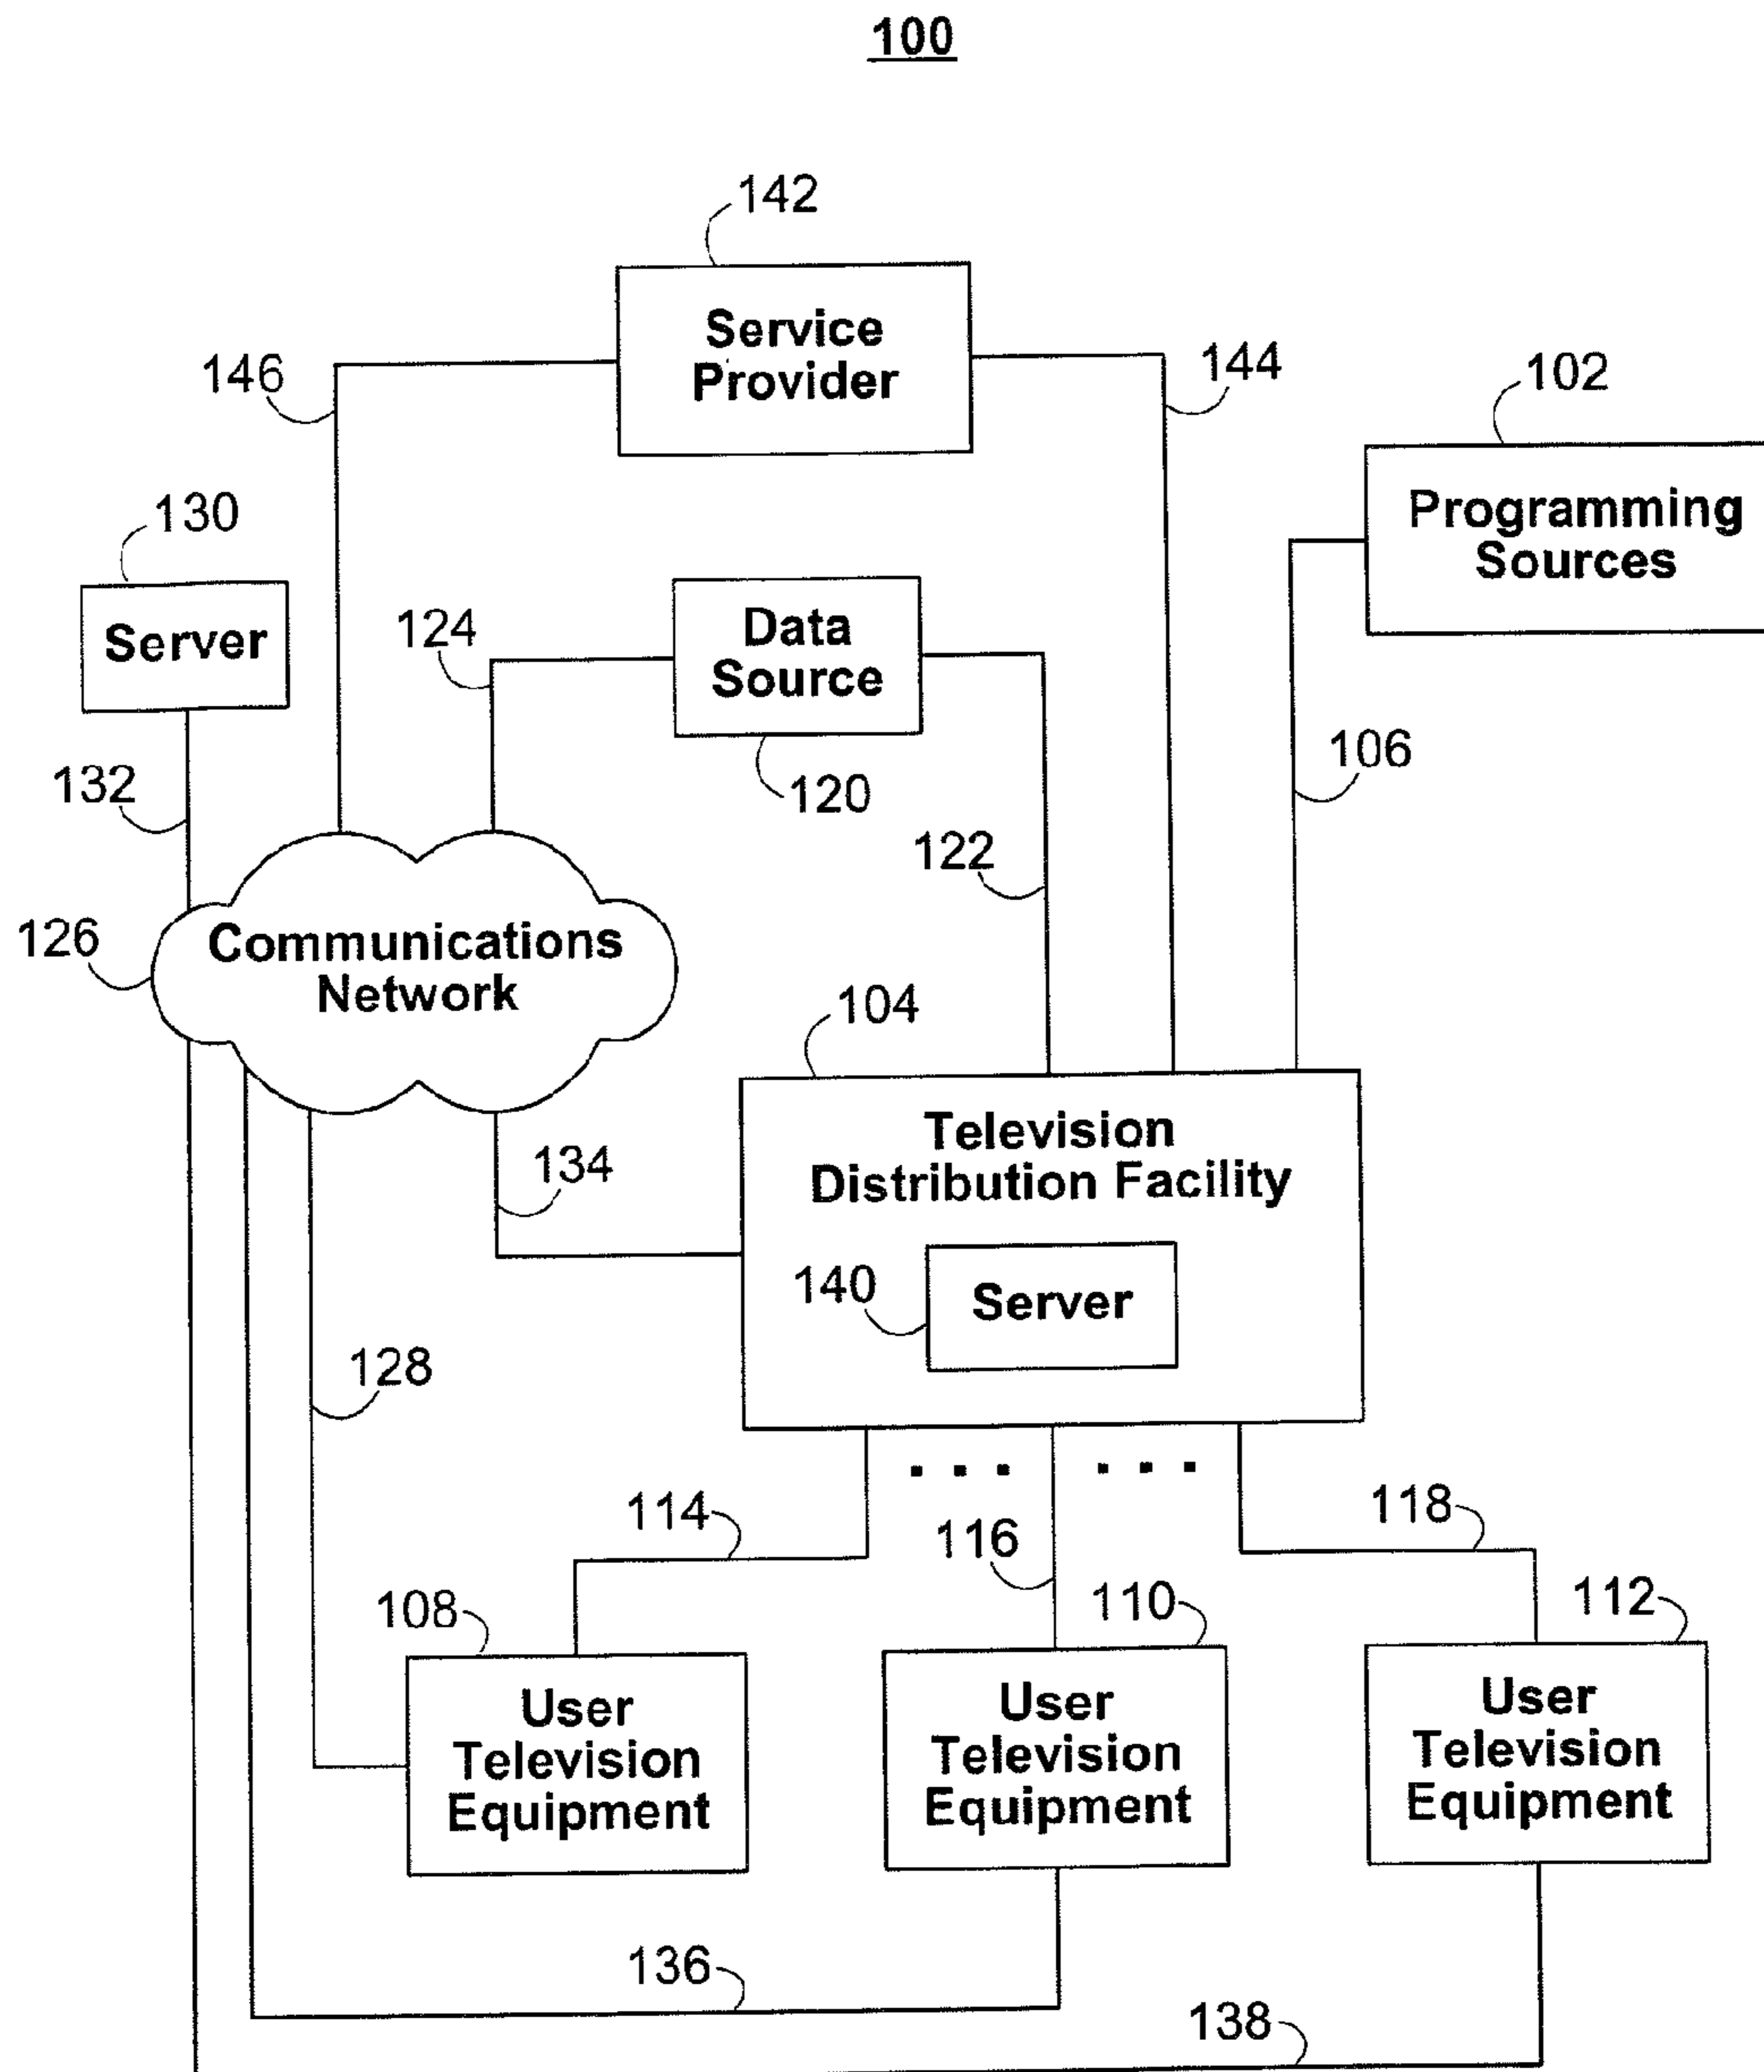 100
142
Service
Provider
146
144
102
Programming
Sources
130
Server
124
Data
Source
120
132
106
122
126
Communications
Network
104
Television
Distribution Facility
134
140
Server
128
114
116
118
108
110
112
User
Television
Equipment
User
Television
Equipment
User
Television
Equipment
136
138